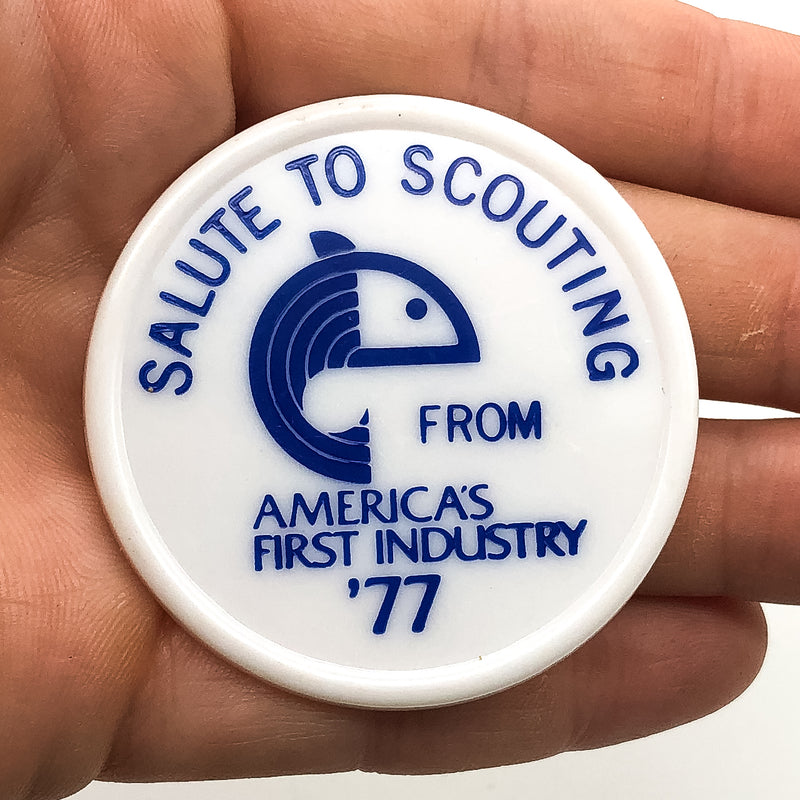 SALUTE TO SCOUTING
FROM
AMERICA'S
FIRST INDUSTRY
'77